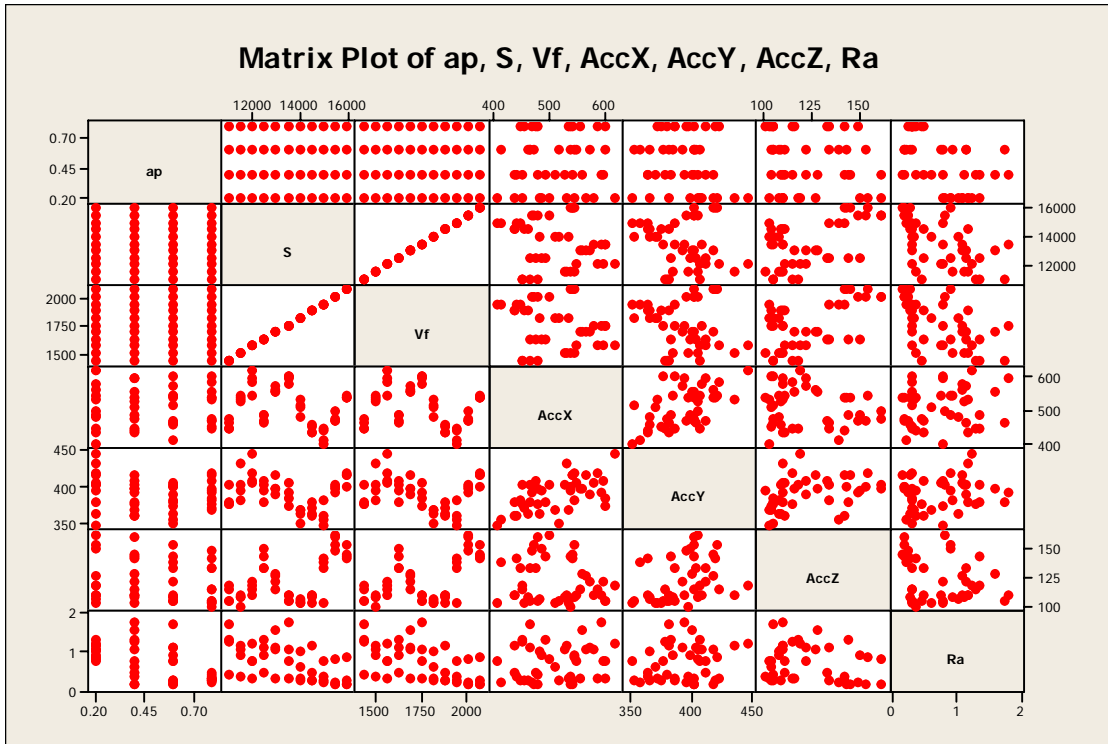 Matrix Plot of ap, S, Vf, AccX, AccY, AccZ, Ra
12000 14000 16000 400 500 600 100 125 150
0.70
0.45
0.20
ap
16000
14000
12000
S
2000
1750
1500
Vf
600
500
400
AccX
450
400
350
AccY
150
125
100
AccZ
2
1
0
Ra
0.20 0.45 0.70 1500 1750 2000 350 400 450 0 1 2